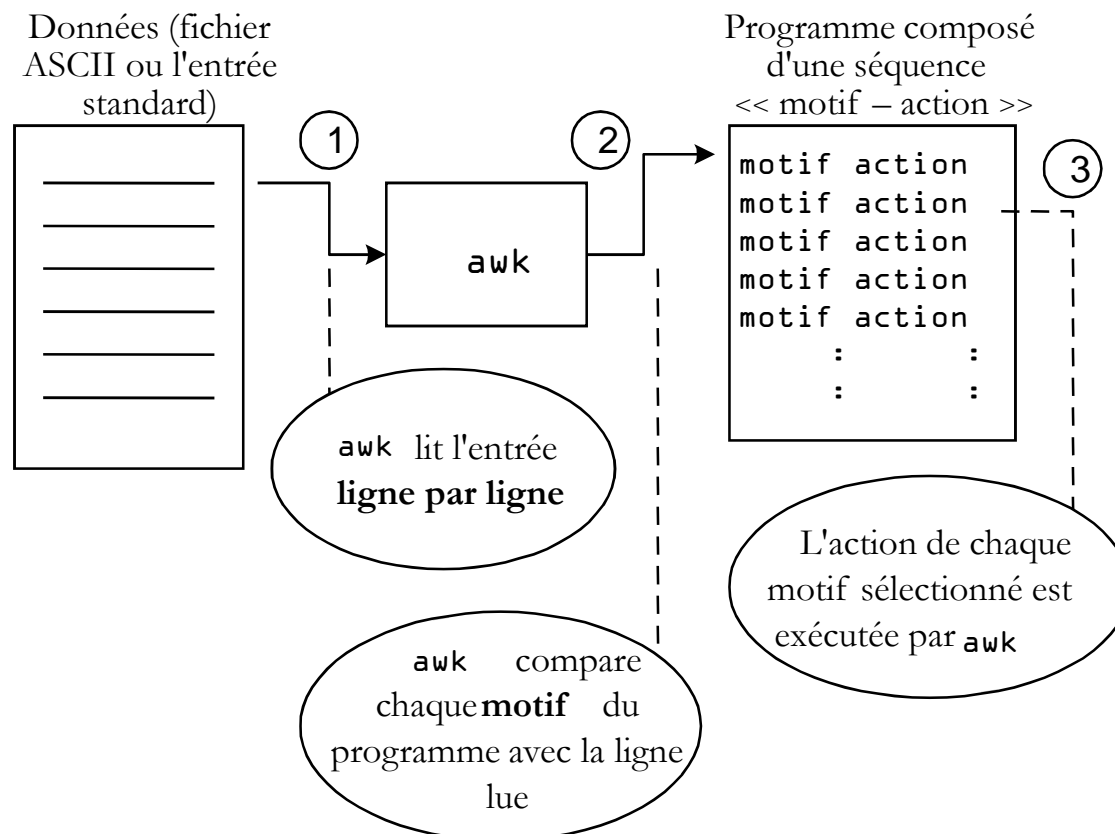 Données (fichier
ASCII ou l'entrée
standard)
Programme composé
d'une séquence
<< motif – action >>
1
2
3
motif action
motif action
motif action
motif action
motif action
: :
: :
awk
awk lit l'entrée
ligne par ligne
awk compare
chaque motif du
programme avec la ligne
lue
L'action de chaque
motif sélectionné est
exécutée par awk